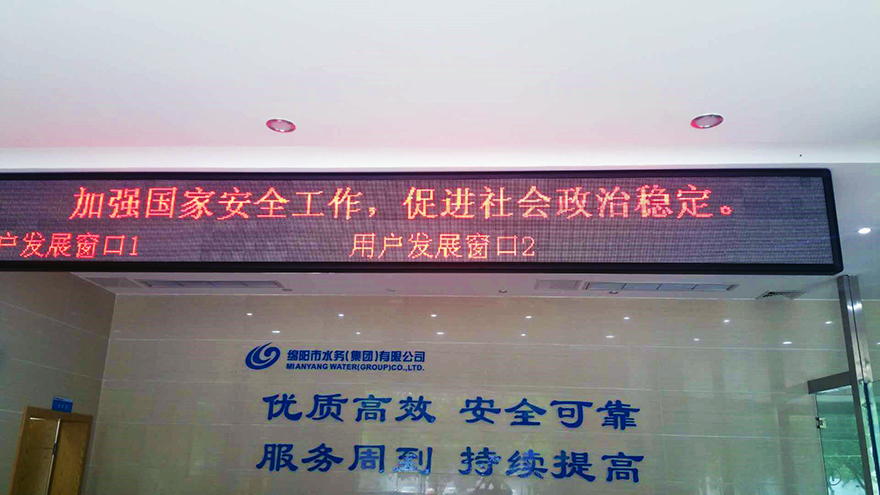 加强国家安全工作，促进社会政治稳定。
户发展窗口1 用户发展窗口2
绵阳市水务(集团)有限公司
MIANYANG WATER(GROUP)CO.,LTD.
优质高效 安全可靠
服务周到 持续提高